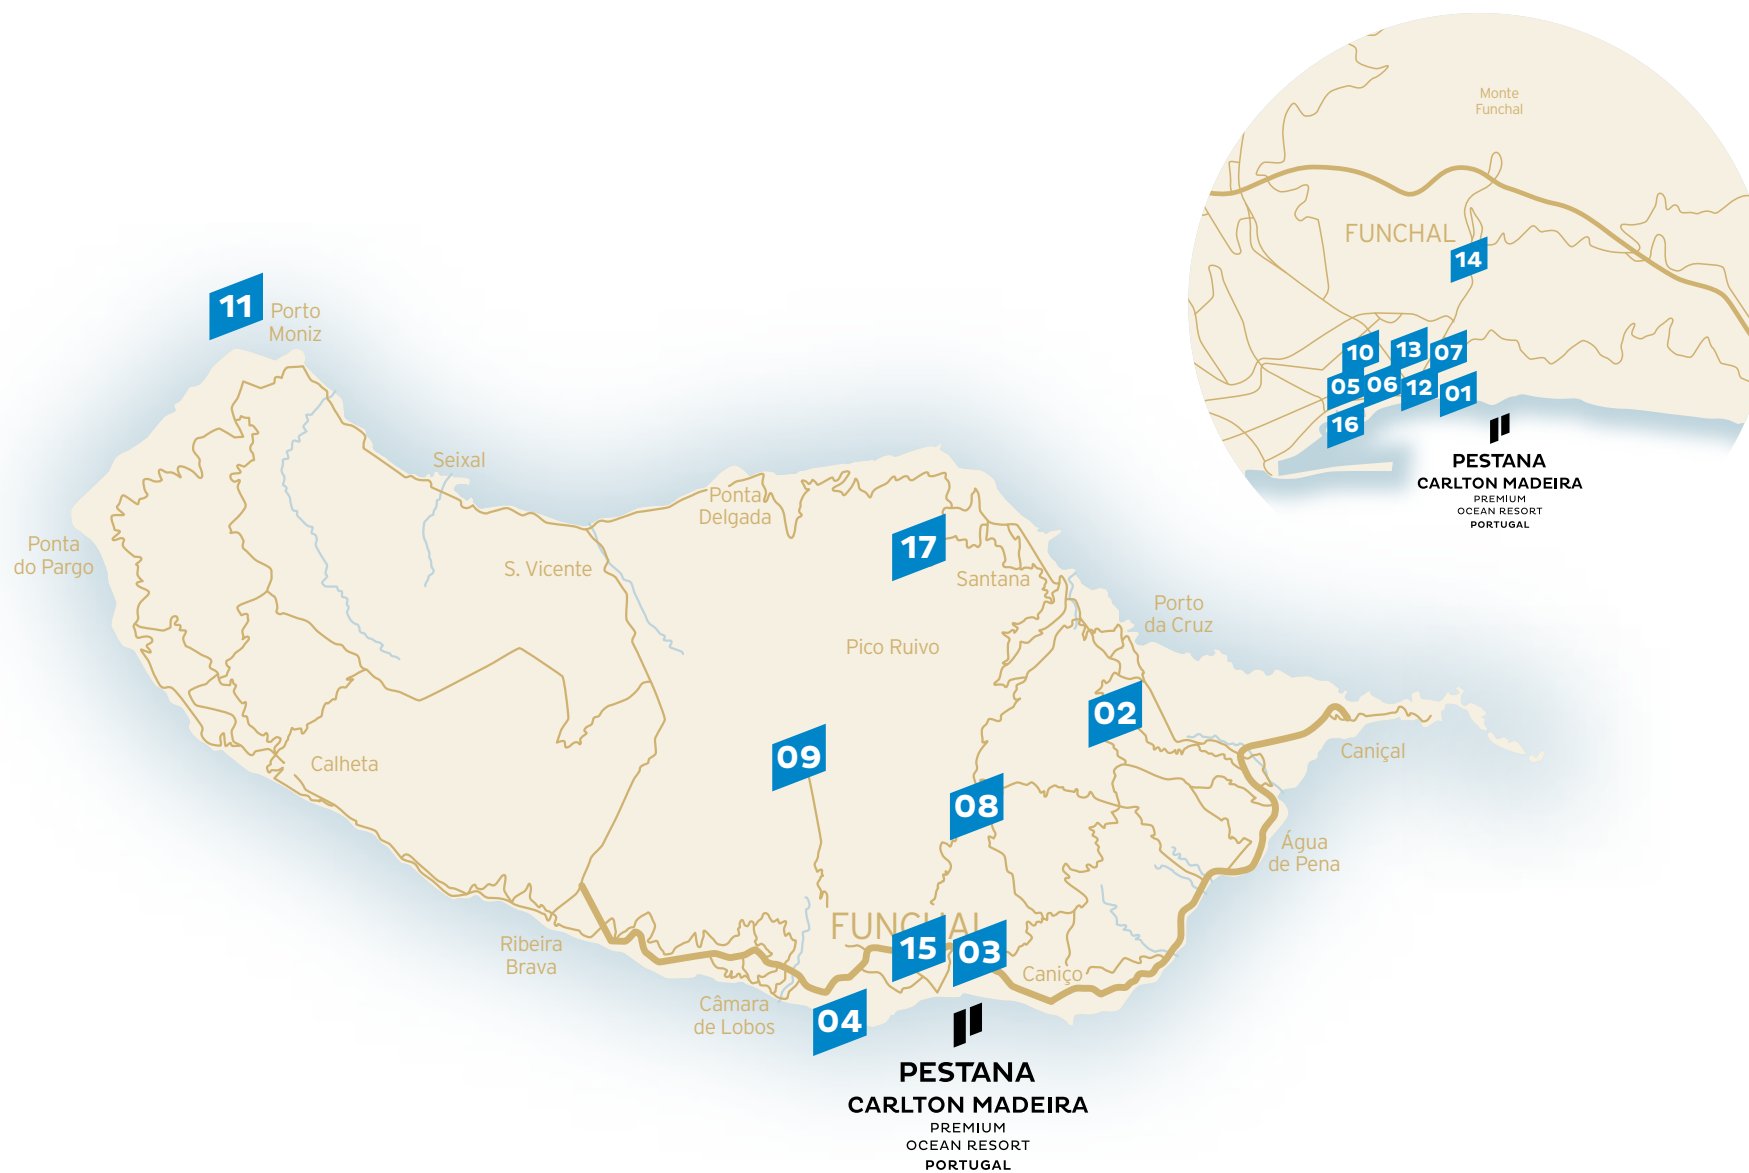 Monte
Funchal
FUNCHAL
14
10
13
07
05
06
12
01
16
PESTANA
CARLTON MADEIRA
PREMIUM
OCEAN RESORT
PORTUGAL
11
Porto
Moniz
Seixal
Ponta
Delgada
Ponta
do Pargo
S. Vicente
17
Santana
Porto
da Cruz
Pico Ruivo
02
09
Calheta
Caniçal
08
Água
de Pena
FUNCHAL
15
03
Ribeira
Brava
Caniço
Câmara
de Lobos
04
PESTANA
CARLTON MADEIRA
PREMIUM
OCEAN RESORT
PORTUGAL